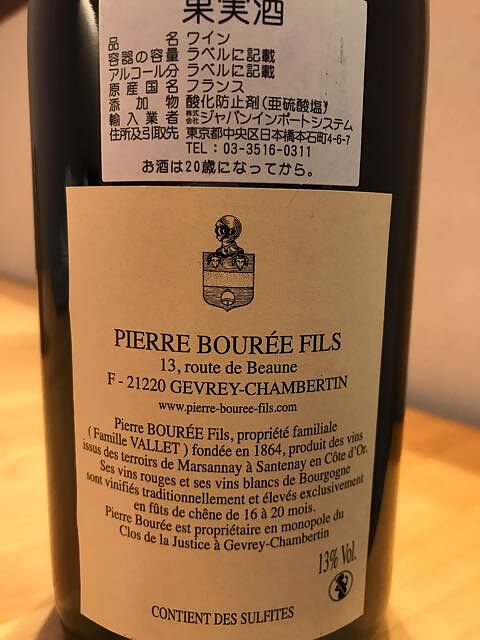 果実酒
品名 ワイン
容器の容量 ラベルに記載
アルコール分 ラベルに記載
原産国名 フランス
添加物 酸化防止剤(亜硫酸塩)
輸入業者 株式会社ジャパンインポートシステム
住所及引取先 東京都中央区日本橋本石町4-6-7
TEL:03-3516-0311
お酒は20歳になってから。
PIERRE BOURÉE FILS
13, route de Beaune
F - 21220 GEVREY-CHAMBERTIN
www.pierre-bouree-fils.com
Pierre BOURÉE Fils, propriété familiale
( Famille VALLET ) fondée en 1864, produit des vins
issus des terroirs de Marsannay à Santenay en Côte d'Or.
Ses vins rouges et ses vins blancs de Bourgogne
sont vinifiés traditionnellement et élevés exclusivement
en fûts de chêne de 16 à 20 mois.
Pierre Bourée est propriétaire en monopole du
Clos de la Justice à Gevrey-Chambertin
13% Vol.
CONTIENT DES SULFITES